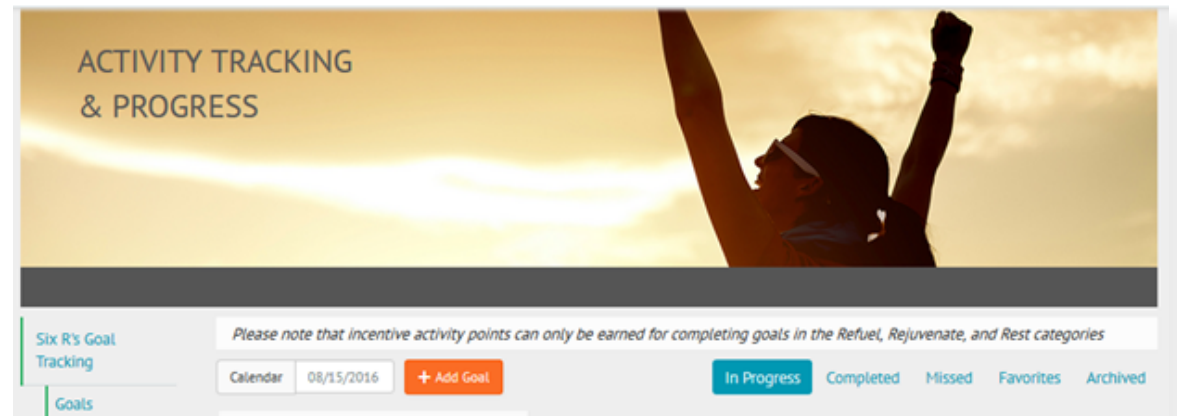 ACTIVITY TRACKING
& PROGRESS
Six R's Goal
Tracking
Goals
Please note that incentive activity points can only be earned for completing goals in the Refuel, Rejuvenate, and Rest categories
Calendar 08/15/2016 + Add Goal In Progress Completed Missed Favorites Archived